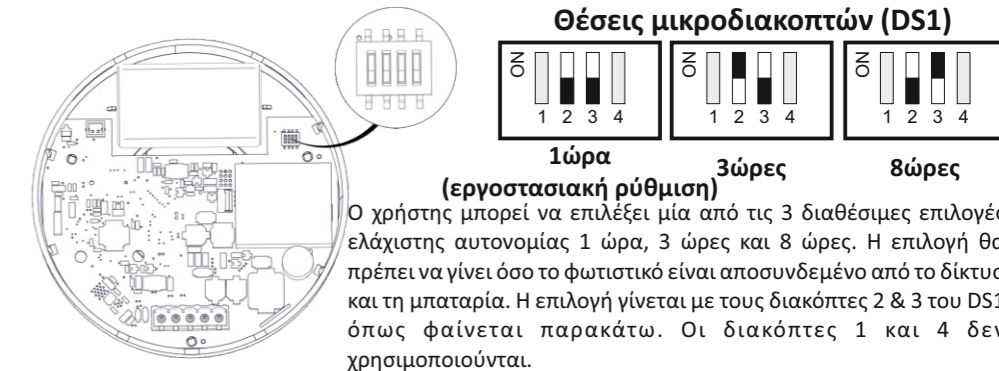 Θέσεις μικροδιακοπτών (DS1)
ON
1 2 3 4
ON
1 2 3 4
ON
1 2 3 4
1ώρα
(εργοστασιακή ρύθμιση)
3ώρες
8ώρες
Ο χρήστης μπορεί να επιλέξει μία από τις 3 διαθέσιμες επιλογές
ελάχιστης αυτονομίας 1 ώρα, 3 ώρες και 8 ώρες. Η επιλογή θα
πρέπει να γίνει όσο το φωτιστικό είναι αποσυνδεμένο από το δίκτυο
και τη μπαταρία. Η επιλογή γίνεται με τους διακόπτες 2 & 3 του DS1
όπως φαίνεται παρακάτω. Οι διακόπτες 1 και 4 δεν
χρησιμοποιούνται.